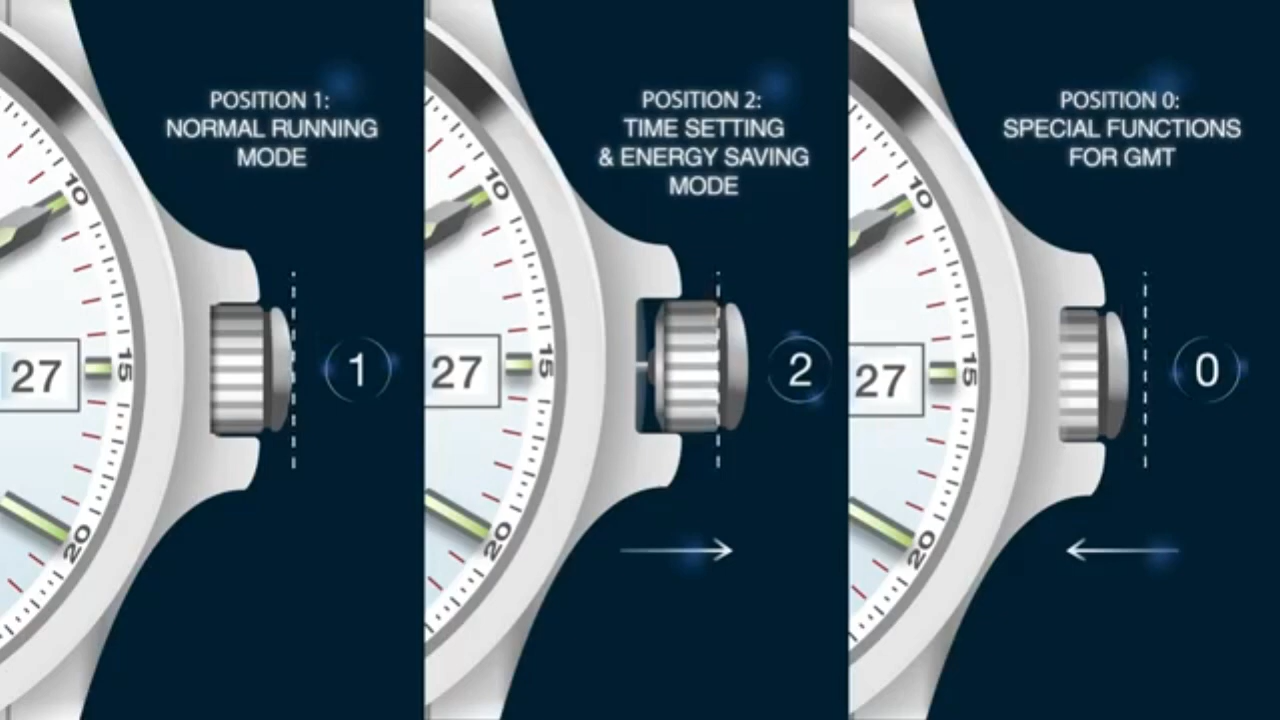 POSITION 1:
NORMAL RUNNING
MODE
10
27
15
20
1
POSITION 2:
TIME SETTING
& ENERGY SAVING
MODE
10
27
15
20
2
POSITION 0:
SPECIAL FUNCTIONS
FOR GMT
10
27
15
20
0